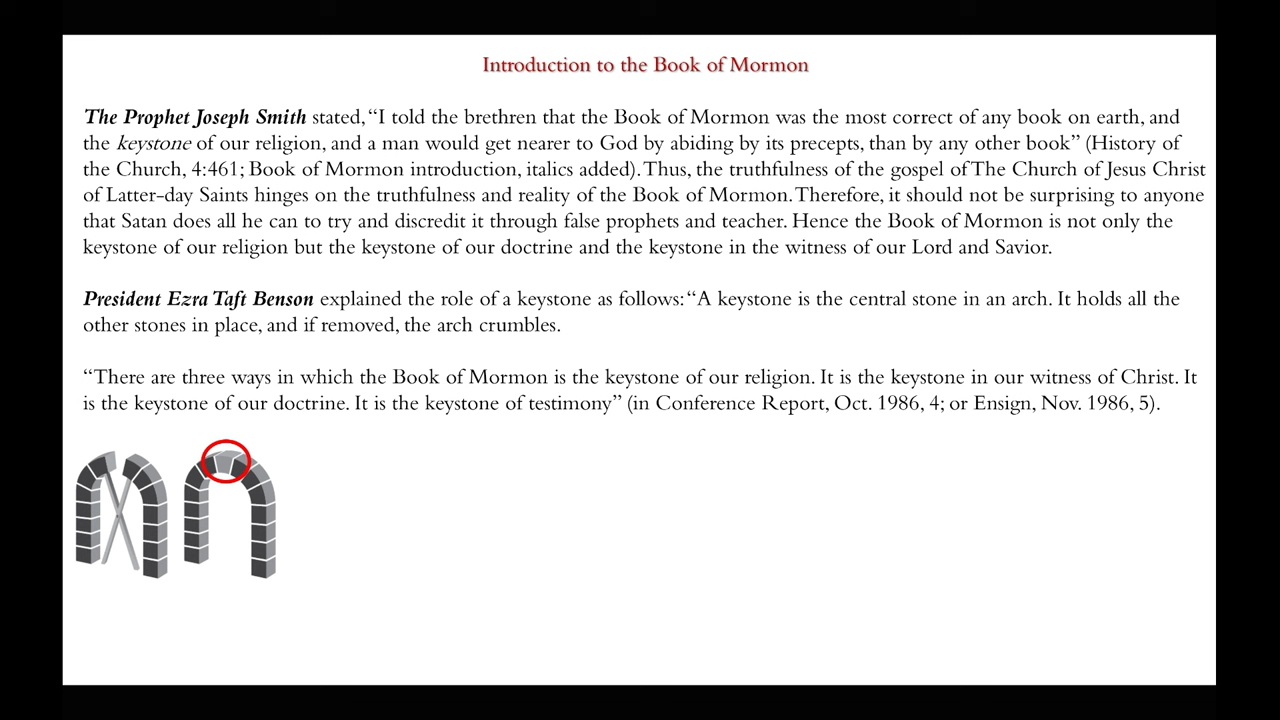 Introduction to the Book of Mormon
The Prophet Joseph Smith stated, “I told the brethren that the Book of Mormon was the most correct of any book on earth, and
the keystone of our religion, and a man would get nearer to God by abiding by its precepts, than by any other book” (History of
the Church, 4:461; Book of Mormon introduction, italics added). Thus, the truthfulness of the gospel of The Church of Jesus Christ
of Latter-day Saints hinges on the truthfulness and reality of the Book of Mormon. Therefore, it should not be surprising to anyone
that Satan does all he can to try and discredit it through false prophets and teacher. Hence the Book of Mormon is not only the
keystone of our religion but the keystone of our doctrine and the keystone in the witness of our Lord and Savior.
President Ezra Taft Benson explained the role of a keystone as follows: “A keystone is the central stone in an arch. It holds all the
other stones in place, and if removed, the arch crumbles.
“There are three ways in which the Book of Mormon is the keystone of our religion. It is the keystone in our witness of Christ. It
is the keystone of our doctrine. It is the keystone of testimony” (in Conference Report, Oct. 1986, 4; or Ensign, Nov. 1986, 5).